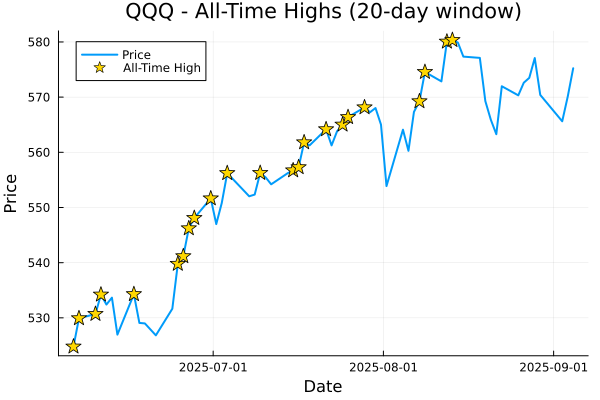 QQQ - All-Time Highs (20-day window)
Price
All-Time High
580
570
560
550
540
530
Price
2025-07-01
2025-08-01
2025-09-01
Date